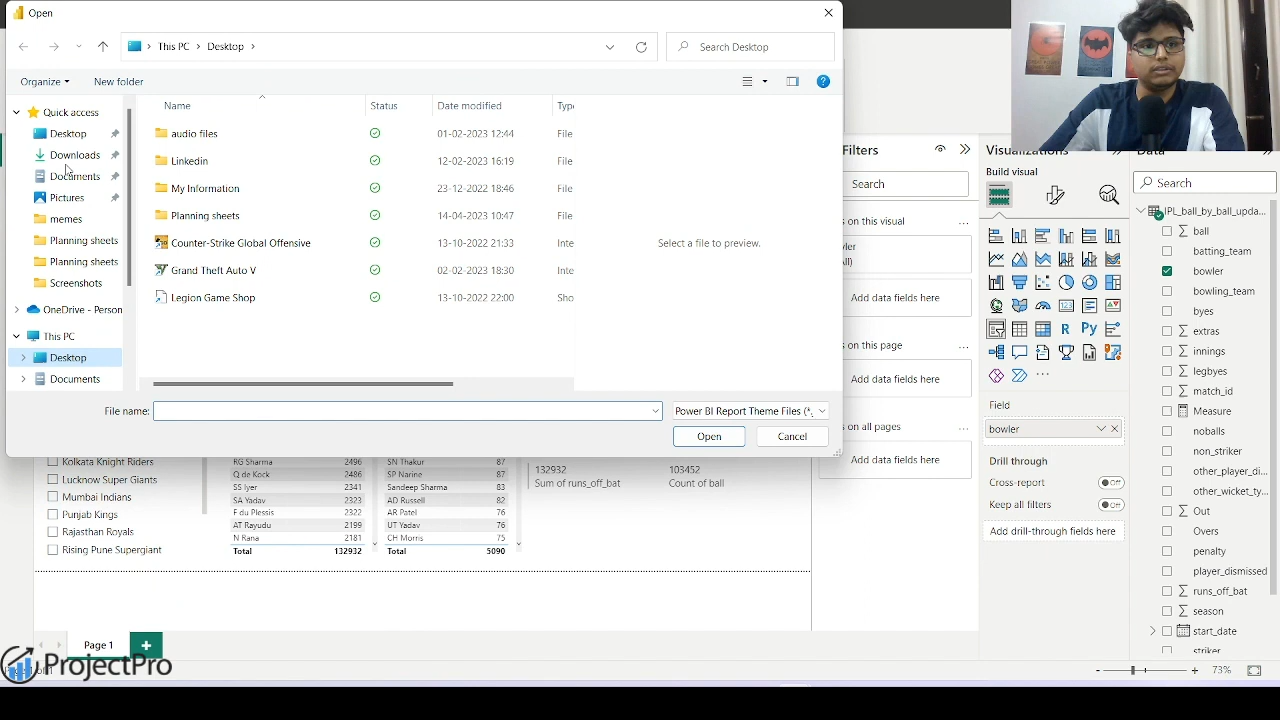 Open
This PC
Desktop
Search Desktop
Organize
New folder
?
Name
Status
Date modified
Type
Quick access
Desktop
Downloads
Documents
Pictures
memes
Planning sheets
Planning sheets
Screenshots
OneDrive - Person
This PC
Desktop
Documents
audio files
01-02-2023 12:44
File
Linkedin
12-02-2023 16:19
File
My Information
23-12-2022 18:46
File
Planning sheets
14-04-2023 10:47
File
Counter-Strike Global Offensive
13-10-2022 21:33
Inte
Grand Theft Auto V
02-02-2023 18:30
Inte
Legion Game Shop
13-10-2022 22:00
Sho
Select a file to preview.
File name:
Power BI Report Theme Files (*.
Open
Cancel
Kolkata Knight Riders
Lucknow Super Giants
Mumbai Indians
Punjab Kings
Rajasthan Royals
Rising Pune Supergiant
RG Sharma 2496
Q de Kock 2486
SS Iyer 2341
SA Yadav 2323
F du Plessis 2322
AT Rayudu 2199
N Rana 2181
Total 132932
SN Thakur 87
SP Narine 84
Sandeep Sharma 83
AD Russell 82
AR Patel 76
UT Yadav 76
CH Morris 75
Total 5090
132932
Sum of runs_off_bat
103452
Count of ball
Page 1
ProjectPro
Filters
Search
s on this visual
...
wler
All)
Add data fields here
s on this page
...
Add data fields here
s on all pages
...
Add data fields here
Visualizations
Build visual
123
R
Py
...
Field
bowler
Drill through
Cross-report
Off
Keep all filters
Off
Add drill-through fields here
Data
Search
IPL_ball_by_ball_upda...
ball
batting_team
bowler
bowling_team
byes
extras
innings
legbyes
match_id
Measure
noballs
non_striker
other_player_di...
other_wicket_ty...
Out
Overs
penalty
player_dismissed
runs_off_bat
season
start_date
striker
- + 73%